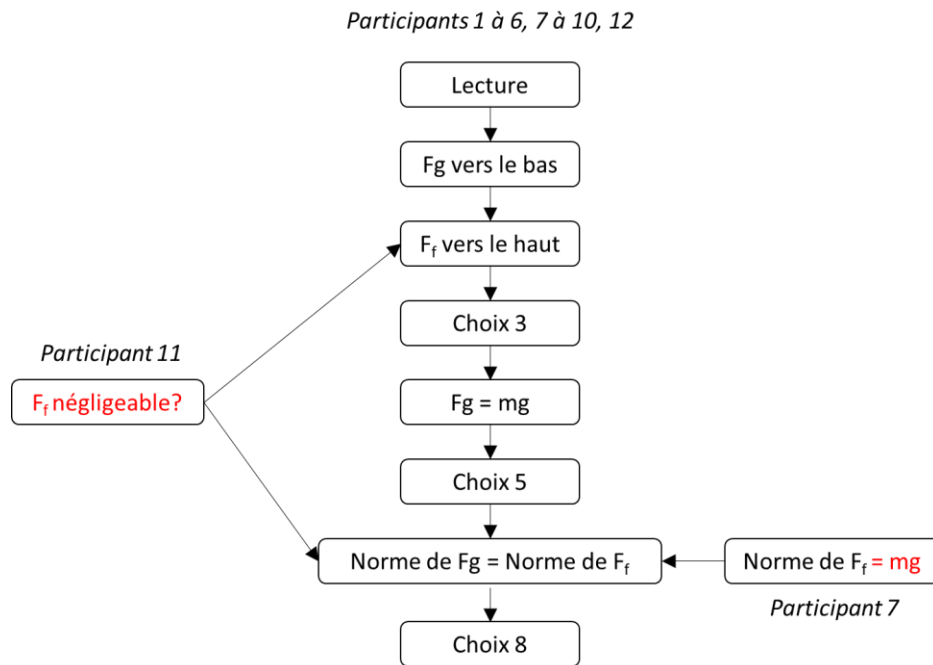 Participants 1 à 6, 7 à 10, 12
Lecture
Fg vers le bas
Ff vers le haut
Choix 3
Participant 11
Ff négligeable?
Fg = mg
Choix 5
Norme de Fg = Norme de Ff
Norme de Ff = mg
Participant 7
Choix 8